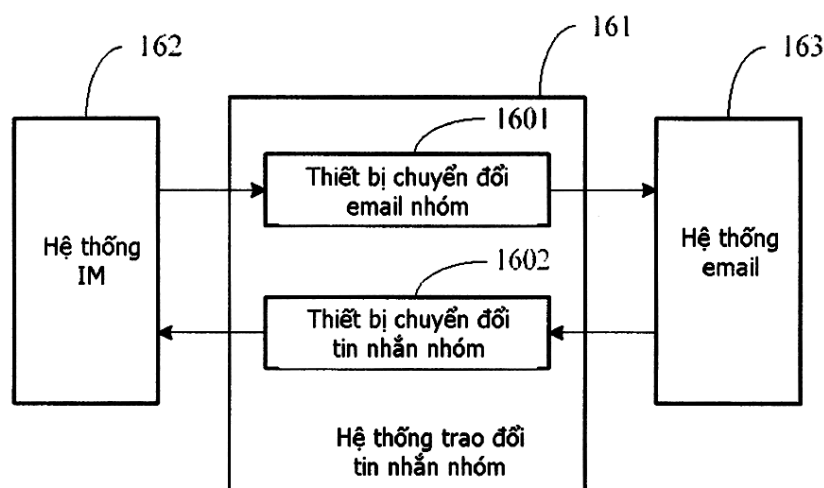 162
161
163
1601
Thiết bị chuyển đổi
email nhóm
Hệ thống
IM
Hệ thống
email
1602
Thiết bị chuyển đổi
tin nhắn nhóm
Hệ thống trao đổi
tin nhắn nhóm